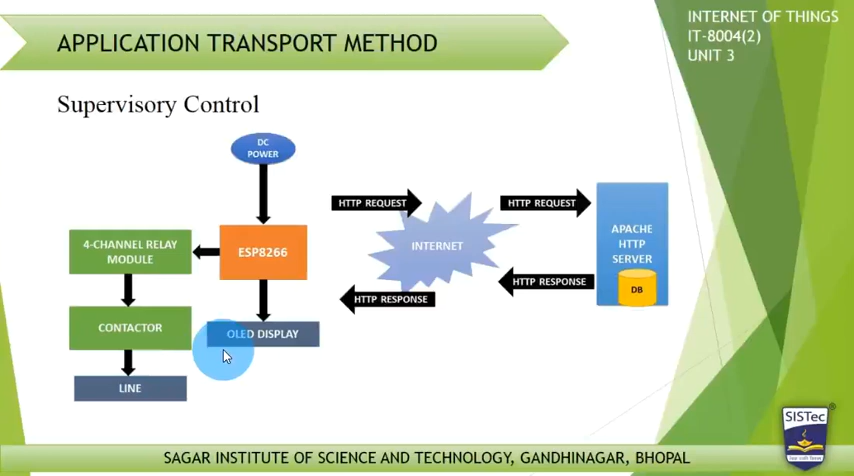 INTERNET OF THINGS
IT-8004(2)
UNIT 3
APPLICATION TRANSPORT METHOD
Supervisory Control
DC
POWER
HTTP REQUEST
HTTP REQUEST
4-CHANNEL RELAY
MODULE
ESP8266
INTERNET
APACHE
HTTP
SERVER
DB
HTTP RESPONSE
HTTP RESPONSE
CONTACTOR
OLED DISPLAY
LINE
SISTec
®
SAGAR INSTITUTE OF SCIENCE AND TECHNOLOGY, GANDHINAGAR, BHOPAL